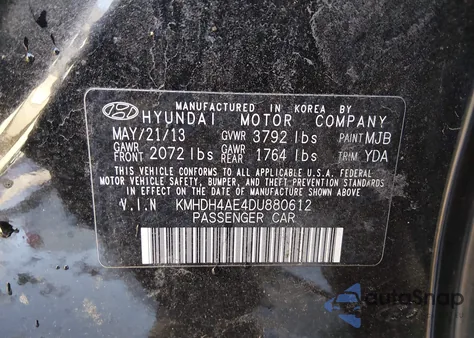 MANUFACTURED IN KOREA BY
HYUNDAI MOTOR COMPANY
MAY/21/13 GVWR 3792 lbs PAINT MJB
GAWR FRONT 2072 lbs GAWR REAR 1764 lbs TRIM YDA
THIS VEHICLE CONFORMS TO ALL APPLICABLE U.S.A. FEDERAL
MOTOR VEHICLE SAFETY, BUMPER, AND THEFT PREVENTION STANDARDS
IN EFFECT ON THE DATE OF MANUFACTURE SHOWN ABOVE.
V.I.N KMHDH4AE4DU880612
PASSENGER CAR
AutoSnap